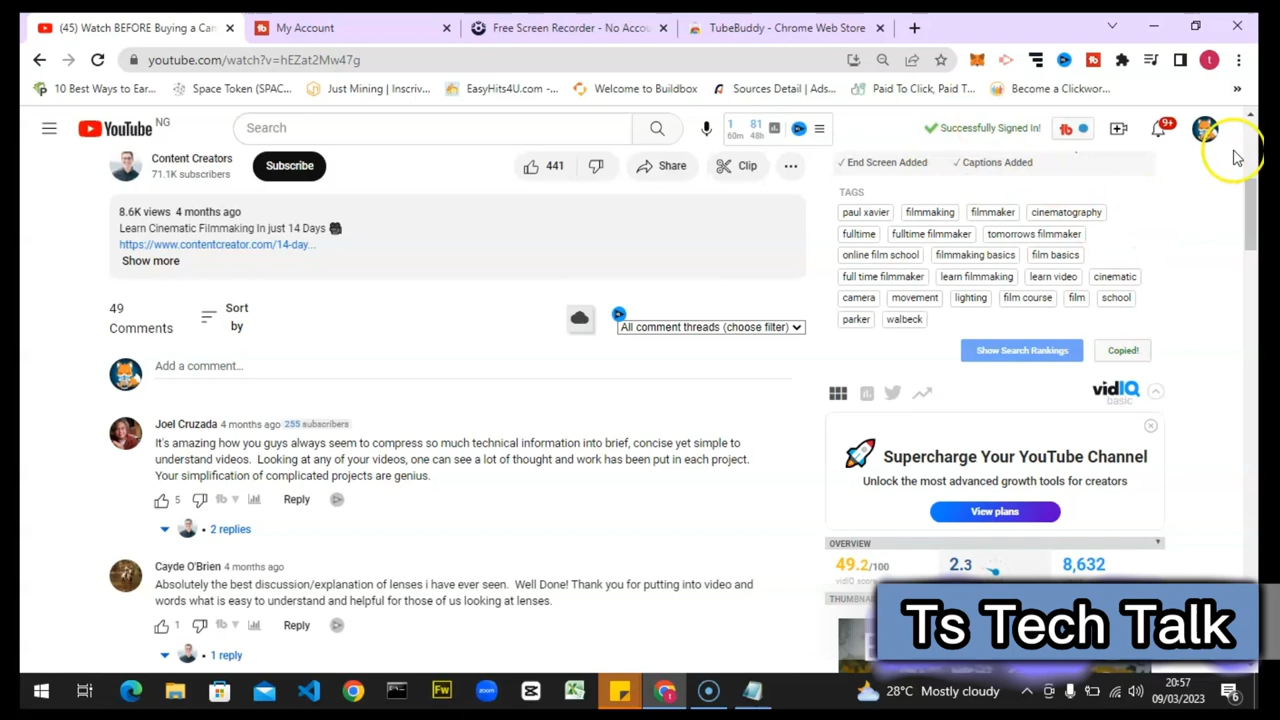 (45) Watch BEFORE Buying a Can
My Account
Free Screen Recorder - No Accou
TubeBuddy - Chrome Web Store
youtube.com/watch?v=hEZat2Mw47g
10 Best Ways to Ear...
Space Token (SPAC...
Just Mining | Inscriv...
EasyHits4U.com -...
Welcome to Buildbox
Sources Detail | Ads...
Paid To Click, Paid T...
Become a Clickwor...
YouTube NG
Search
1 81
60m 48h
Successfully Signed In!
tb
9+
Content Creators
71.1K subscribers
Subscribe
441
Share
Clip
End Screen Added
Captions Added
TAGS
paul xavier
filmmaking
filmmaker
cinematography
fulltime
fulltime filmmaker
tomorrows filmmaker
online film school
filmmaking basics
film basics
full time filmmaker
learn filmmaking
learn video
cinematic
camera
movement
lighting
film course
film
school
parker
walbeck
Show Search Rankings
Copied!
8.6K views 4 months ago
Learn Cinematic Filmmaking In just 14 Days
https://www.contentcreator.com/14-day...
Show more
49
Comments
Sort
by
All comment threads (choose filter)
Add a comment...
Joel Cruzada 4 months ago 255 subscribers
It's amazing how you guys always seem to compress so much technical information into brief, concise yet simple to
understand videos. Looking at any of your videos, one can see a lot of thought and work has been put in each project.
Your simplification of complicated projects are genius.
5
Reply
2 replies
Cayde O'Brien 4 months ago
Absolutely the best discussion/explanation of lenses i have ever seen. Well Done! Thank you for putting into video and
words what is easy to understand and helpful for those of us looking at lenses.
1
Reply
1 reply
vidIQ
basic
Supercharge Your YouTube Channel
Unlock the most advanced growth tools for creators
View plans
OVERVIEW
49.2/100
2.3
8,632
vidIQ score
THUMBNAIL
Ts Tech Talk
Fw
zoom
28°C Mostly cloudy
20:57
09/03/2023
6